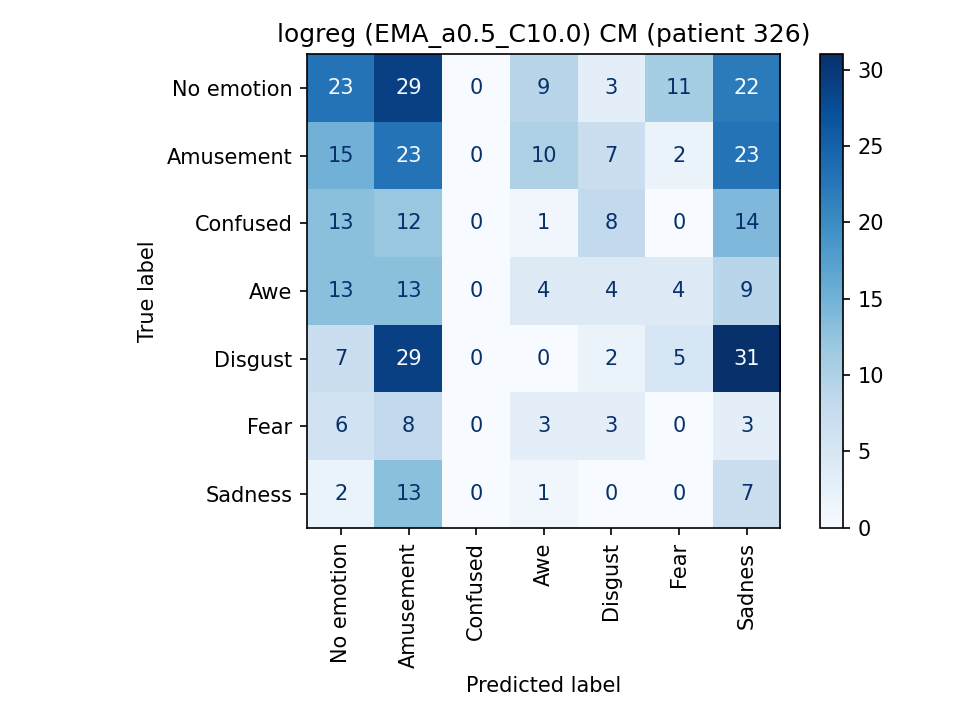 logreg (EMA_a0.5_C10.0) CM (patient 326)
True label
No emotion 23 29 0 9 3 11 22
Amusement 15 23 0 10 7 2 23
Confused 13 12 0 1 8 0 14
Awe 13 13 0 4 4 4 9
Disgust 7 29 0 0 2 5 31
Fear 6 8 0 3 3 0 3
Sadness 2 13 0 1 0 0 7
No emotion Amusement Confused Awe Disgust Fear Sadness
Predicted label
30
25
20
15
10
5
0